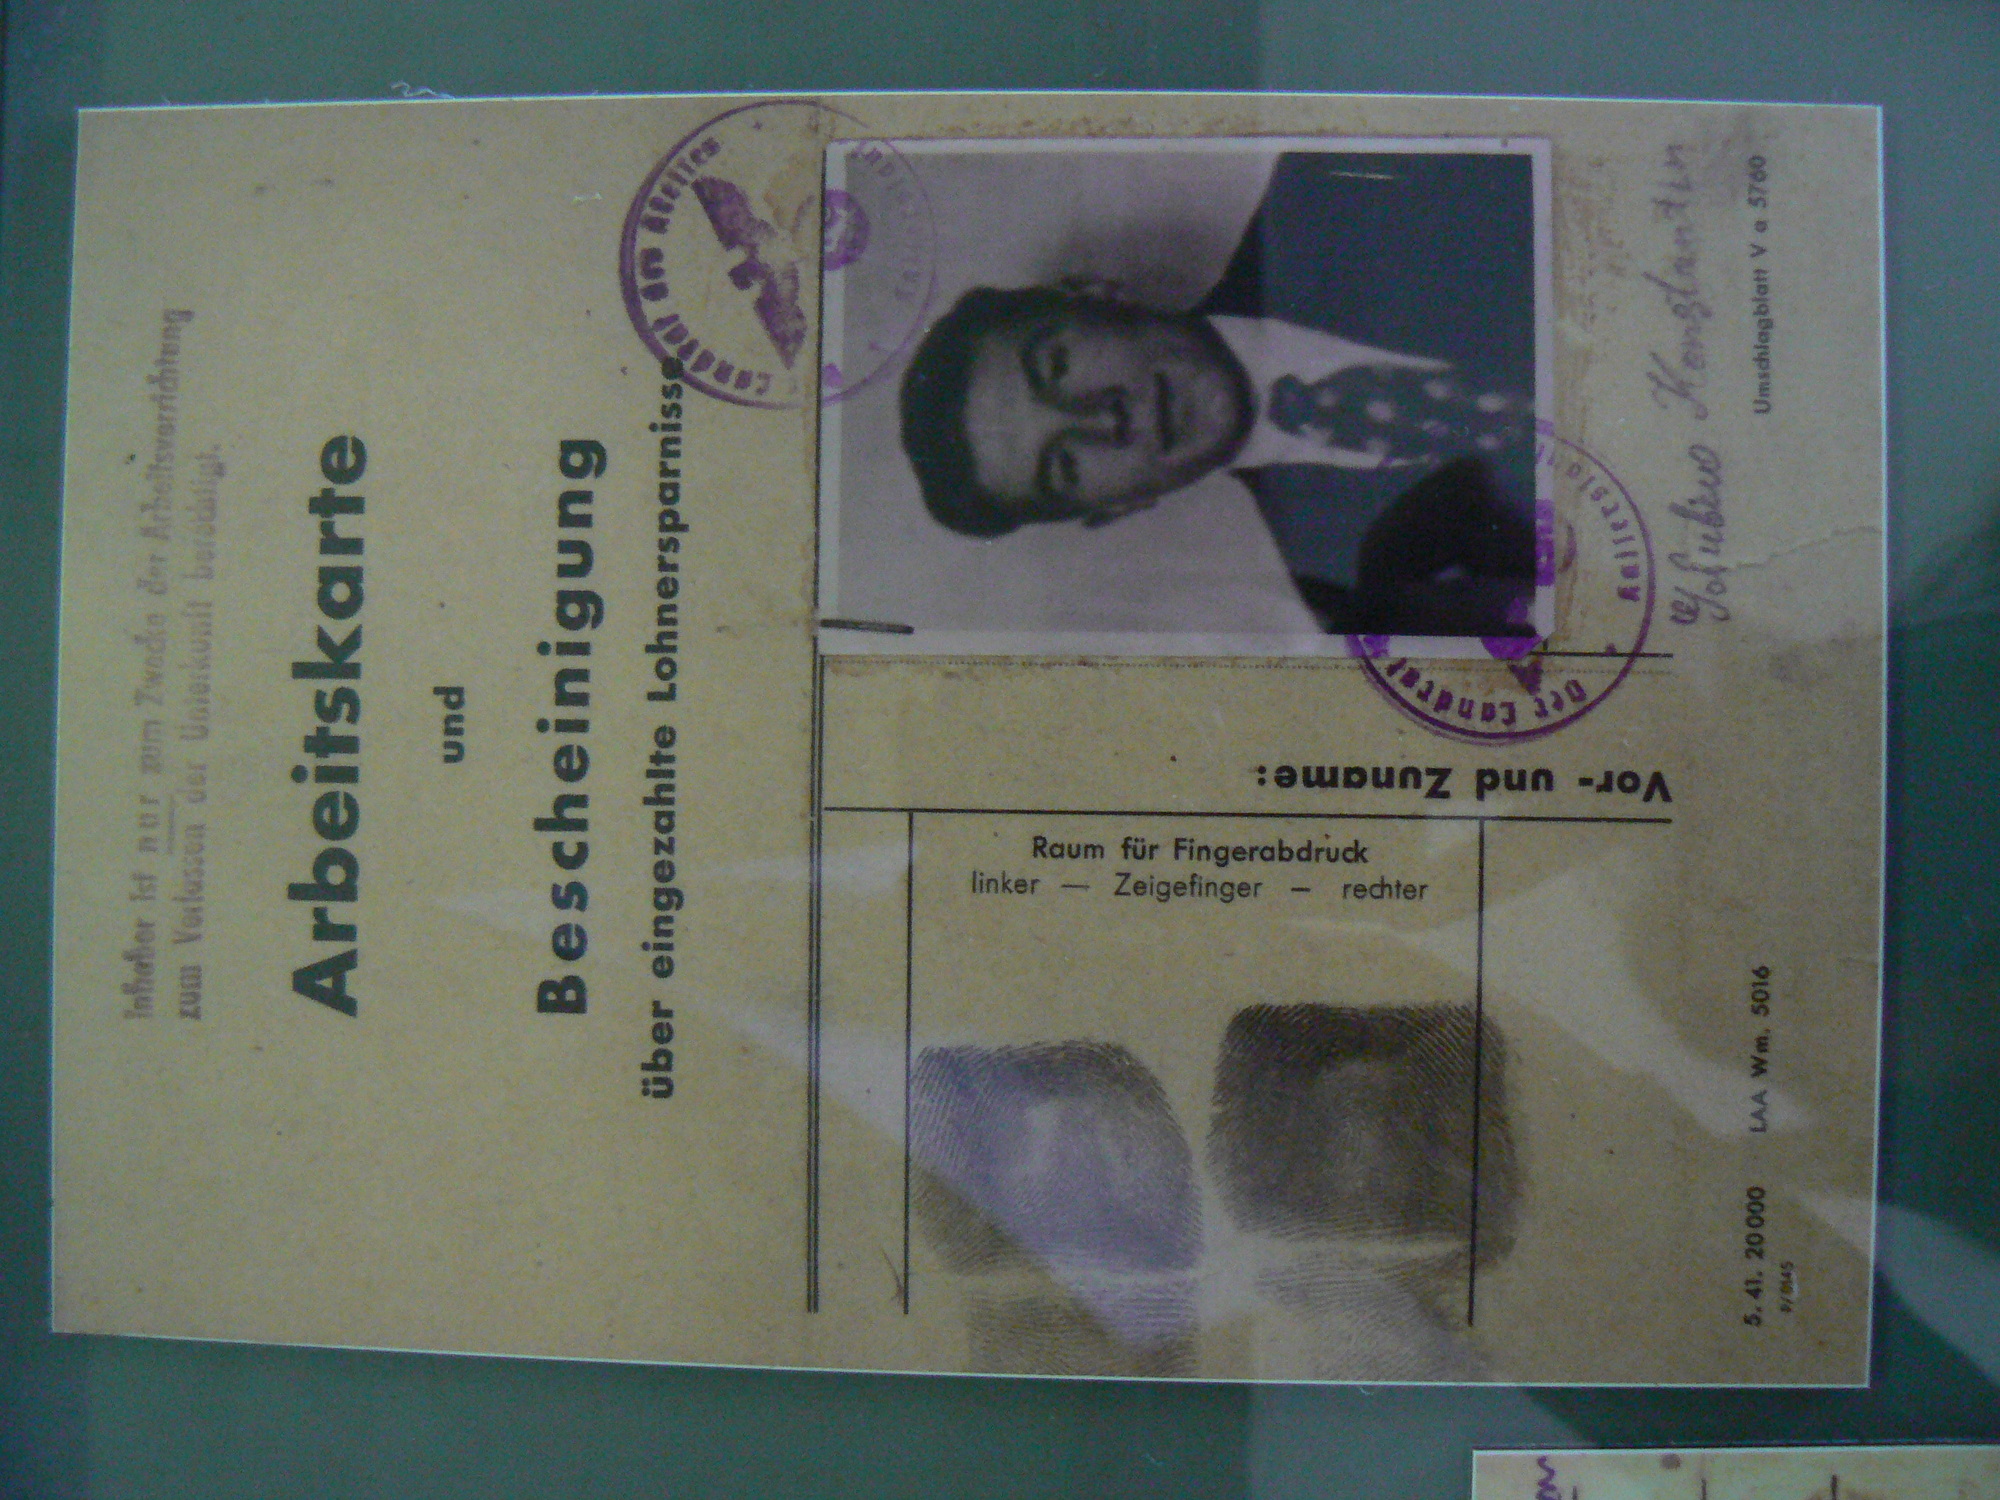 Inhaber ist nur zum Zwecke der Arbeitsverrichtung
zum Verlassen der Unterkunft berechtigt.
Arbeitskarte
und
Bescheinigung
über eingezahlte Lohnersparnisse
Landrat
Der Landrat
Vor- und Zuname:
Raum für Fingerabdruck
linker — Zeigefinger — rechter
Konstantin
5. 41. 20000 LAA Wm. 5016
Umschlagblatt V a 5760